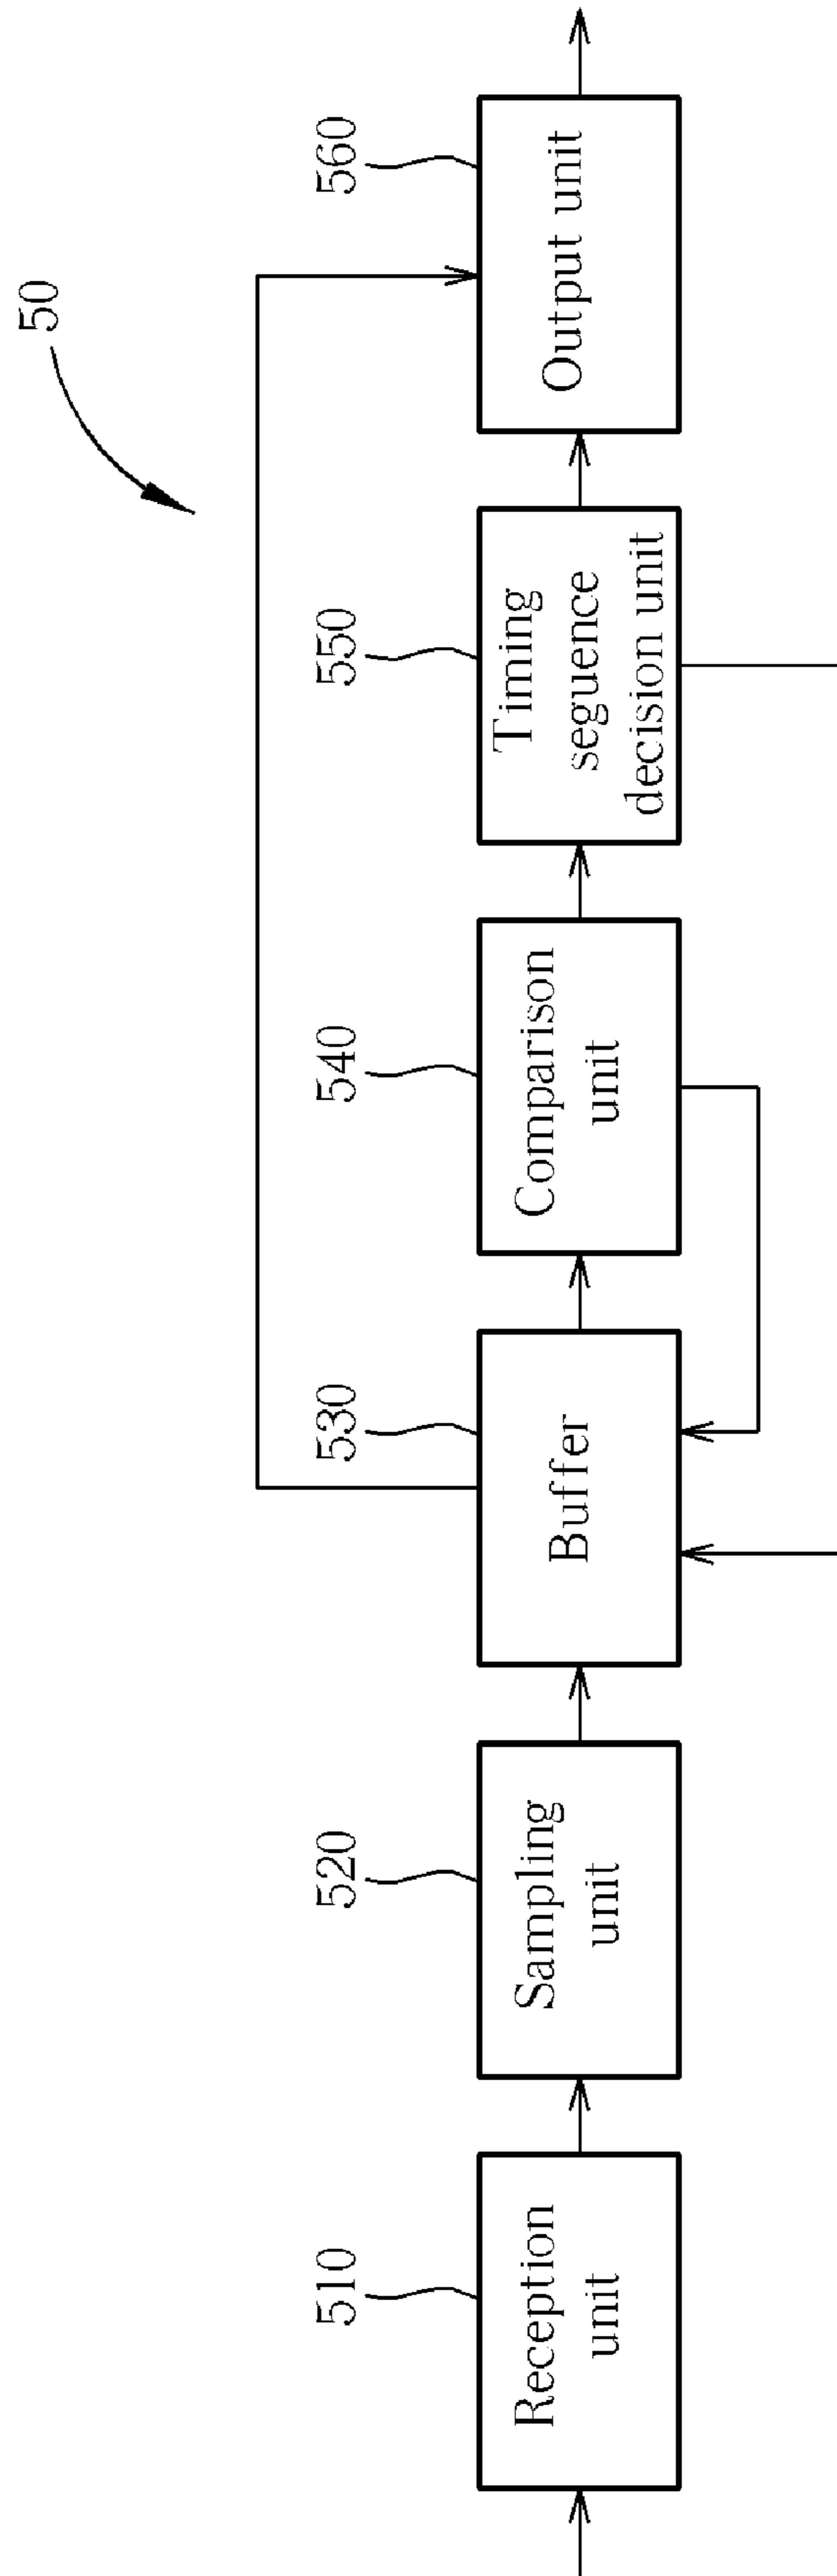 50
510
520
530
540
550
560
Reception
unit
Sampling
unit
Buffer
Comparison
unit
Timing
seguence
decision unit
Output unit